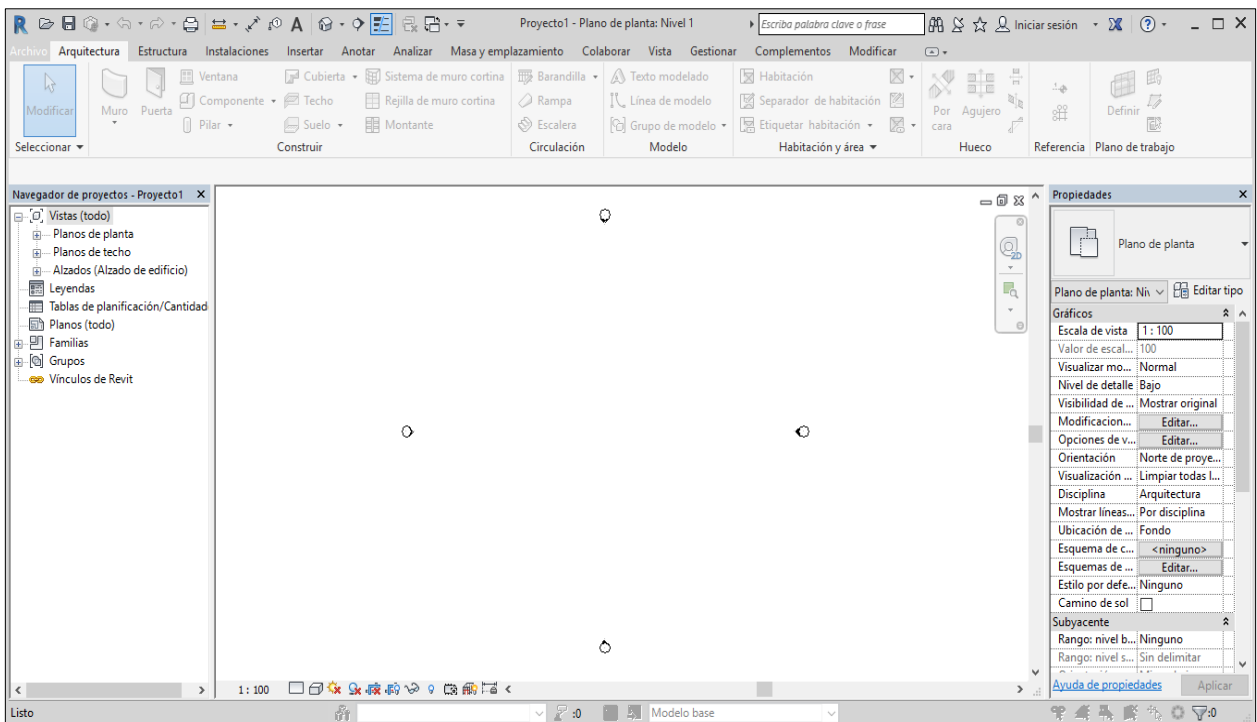 Proyecto1 - Plano de planta: Nivel 1
Escriba palabra clave o frase
Iniciar sesión
Archivo Arquitectura Estructura Instalaciones Insertar Anotar Analizar Masa y emplazamiento Colaborar Vista Gestionar Complementos Modificar
Modificar
Muro
Puerta
Ventana
Componente
Pilar
Cubierta
Techo
Suelo
Sistema de muro cortina
Rejilla de muro cortina
Montante
Barandilla
Rampa
Escalera
Texto modelado
Línea de modelo
Grupo de modelo
Habitación
Separador de habitación
Etiquetar habitación
Por cara
Agujero
Definir
Seleccionar Construir Circulación Modelo Habitación y área Hueco Referencia Plano de trabajo
Navegador de proyectos - Proyecto1
Vistas (todo)
Planos de planta
Planos de techo
Alzados (Alzado de edificio)
Leyendas
Tablas de planificación/Cantidad
Planos (todo)
Familias
Grupos
Vínculos de Revit
2D
Propiedades
Plano de planta
Plano de planta: Niv Editar tipo
Gráficos
Escala de vista 1 : 100
Valor de escal... 100
Visualizar mo... Normal
Nivel de detalle Bajo
Visibilidad de ... Mostrar original
Modificacion... Editar...
Opciones de v... Editar...
Orientación Norte de proye...
Visualización ... Limpiar todas l...
Disciplina Arquitectura
Mostrar líneas... Por disciplina
Ubicación de ... Fondo
Esquema de c... <ninguno>
Esquemas de ... Editar...
Estilo por defe... Ninguno
Camino de sol
Subyacente
Rango: nivel b... Ninguno
Rango: nivel s... Sin delimitar
Ayuda de propiedades Aplicar
1 : 100
Listo
:0
Modelo base
:0